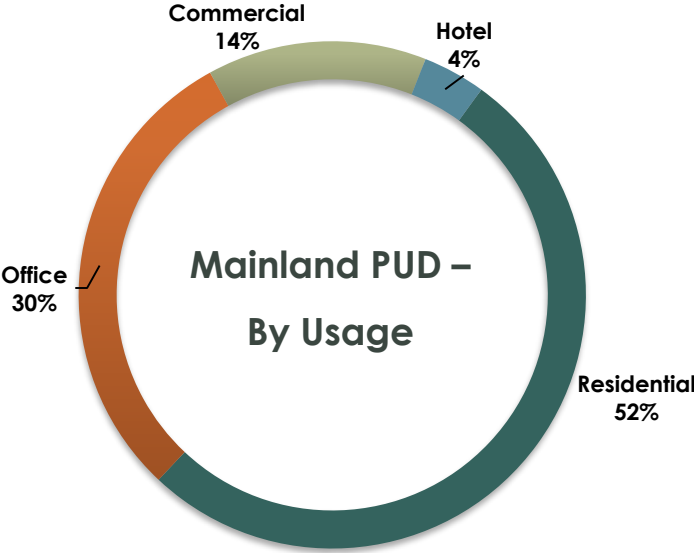 Commercial
14%
Hotel
4%
Office
30%
Mainland PUD –
By Usage
Residential
52%